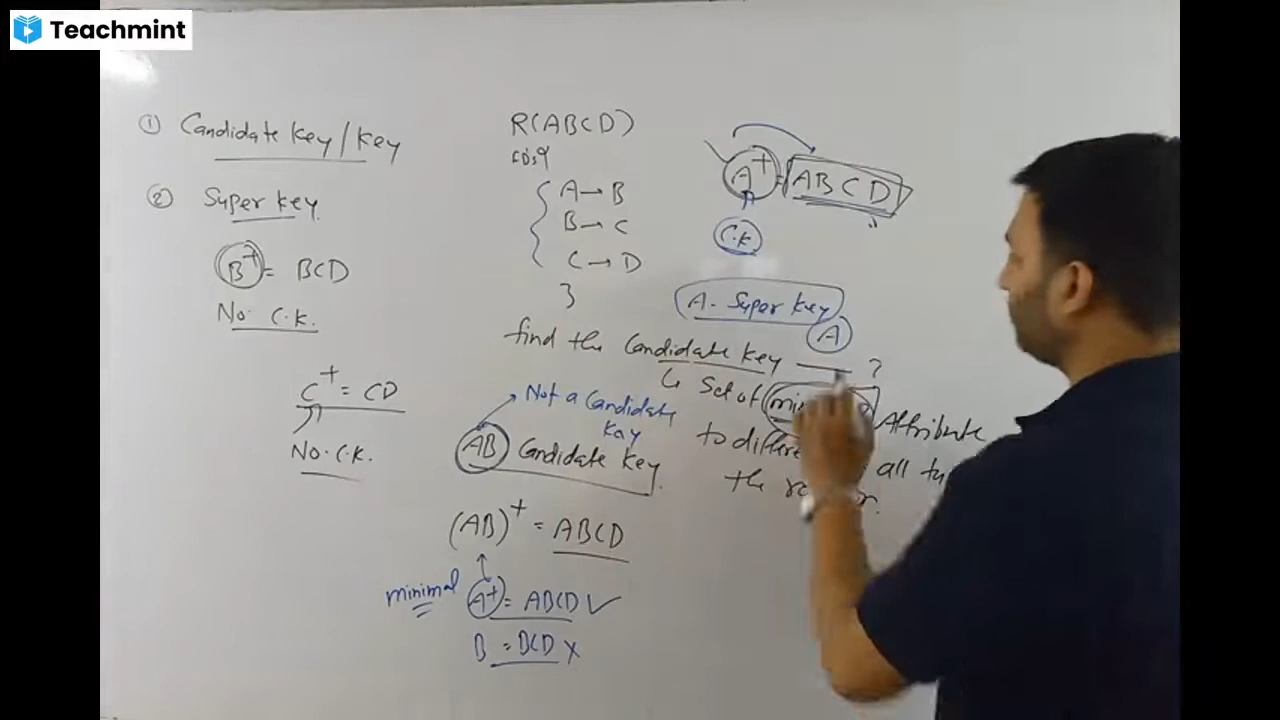 Teachmint
① Candidate Key/Key
② Super key
B⁺ = BCD
No. C.K.
C⁺ = CD
No. C.K.
R(ABCD)
{ A→B
B→C
C→D
}
A⁺ = ABCD
C.K
A - Super key
A
find the Candidate key ?
Set of Attribute
to all
the
Not a Candidate
Key
AB Candidate Key
(AB)⁺ = ABCD
minimal A⁺ = ABCD ✓
B = BCD x